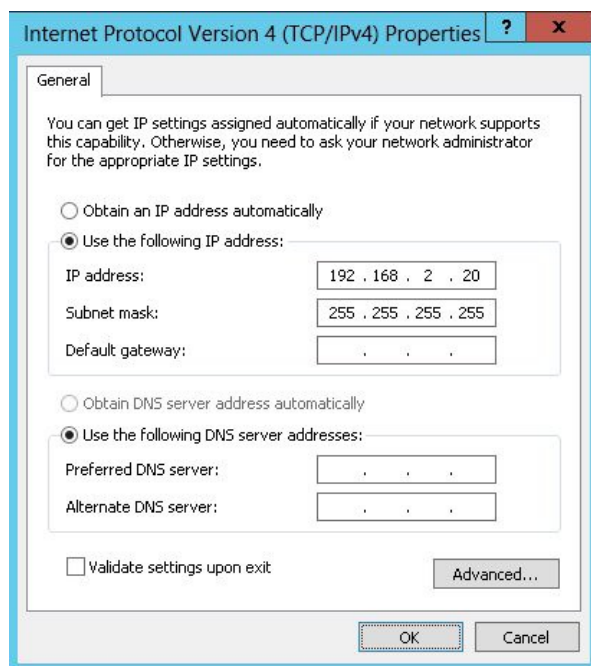 Internet Protocol Version 4 (TCP/IPv4) Properties ? x
General
You can get IP settings assigned automatically if your network supports
this capability. Otherwise, you need to ask your network administrator
for the appropriate IP settings.
Obtain an IP address automatically
Use the following IP address:
IP address: 192 . 168 . 2 . 20
Subnet mask: 255 . 255 . 255 . 255
Default gateway: . . .
Obtain DNS server address automatically
Use the following DNS server addresses:
Preferred DNS server: . . .
Alternate DNS server: . . .
Validate settings upon exit Advanced...
OK Cancel